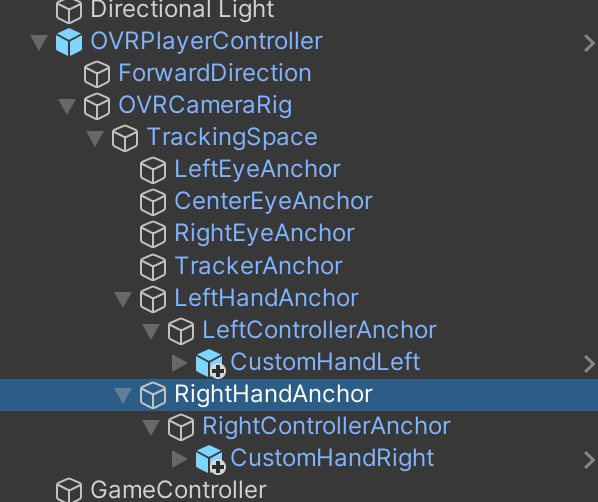 Directional Light
OVRPlayerController
ForwardDirection
OVRCameraRig
TrackingSpace
LeftEyeAnchor
CenterEyeAnchor
RightEyeAnchor
TrackerAnchor
LeftHandAnchor
LeftControllerAnchor
CustomHandLeft
RightHandAnchor
RightControllerAnchor
CustomHandRight
GameController